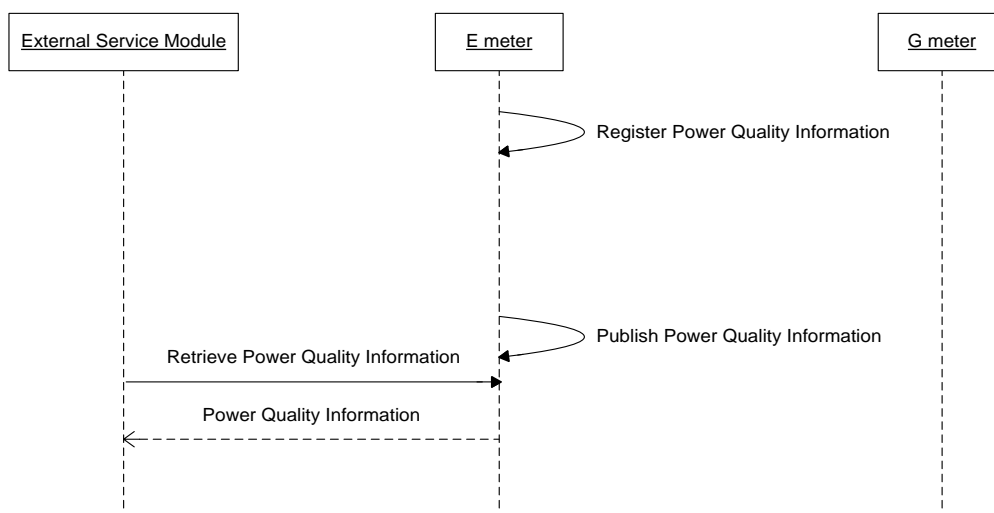 External Service Module
E meter
G meter
Register Power Quality Information
Publish Power Quality Information
Retrieve Power Quality Information
Power Quality Information